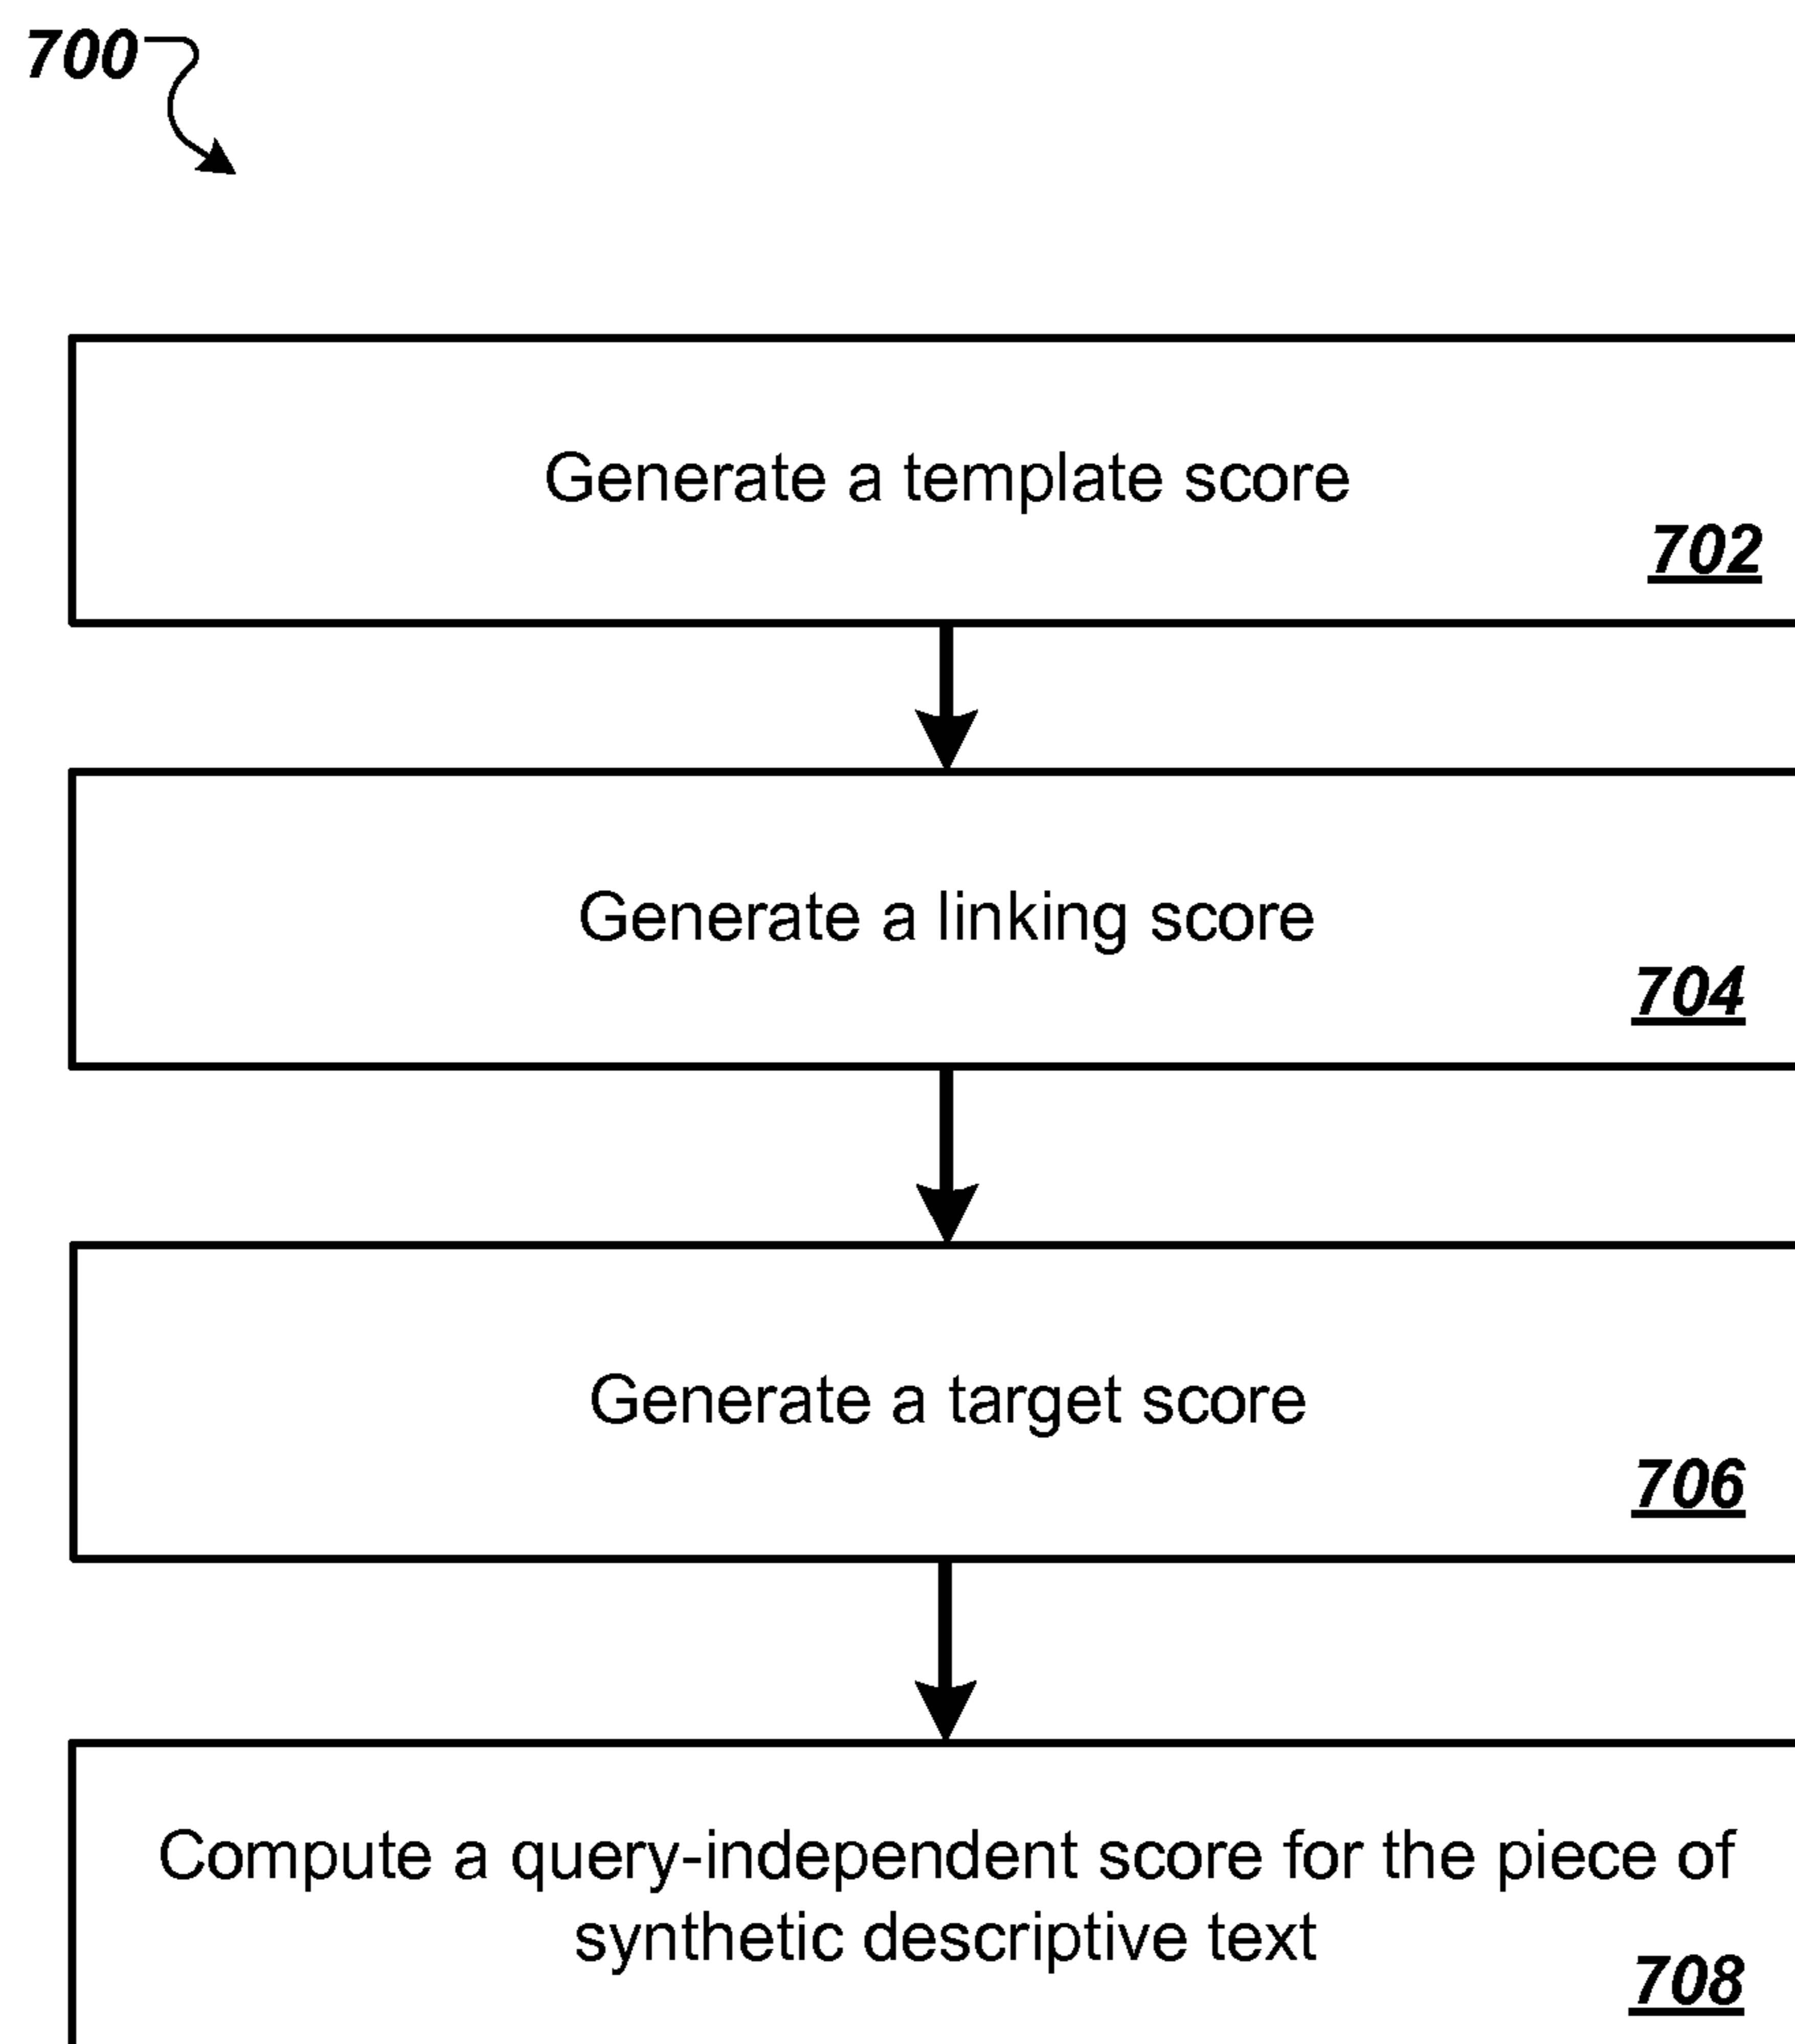 700
Generate a template score
702
Generate a linking score
704
Generate a target score
706
Compute a query-independent score for the piece of
synthetic descriptive text
708